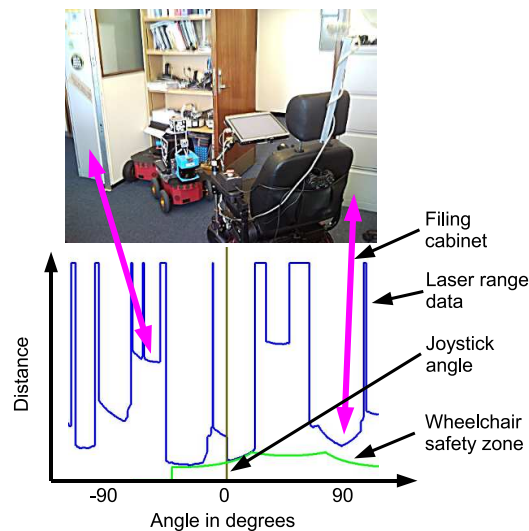 Filing
cabinet
Laser range
data
Joystick
angle
Wheelchair
safety zone
Distance
-90
0
90
Angle in degrees